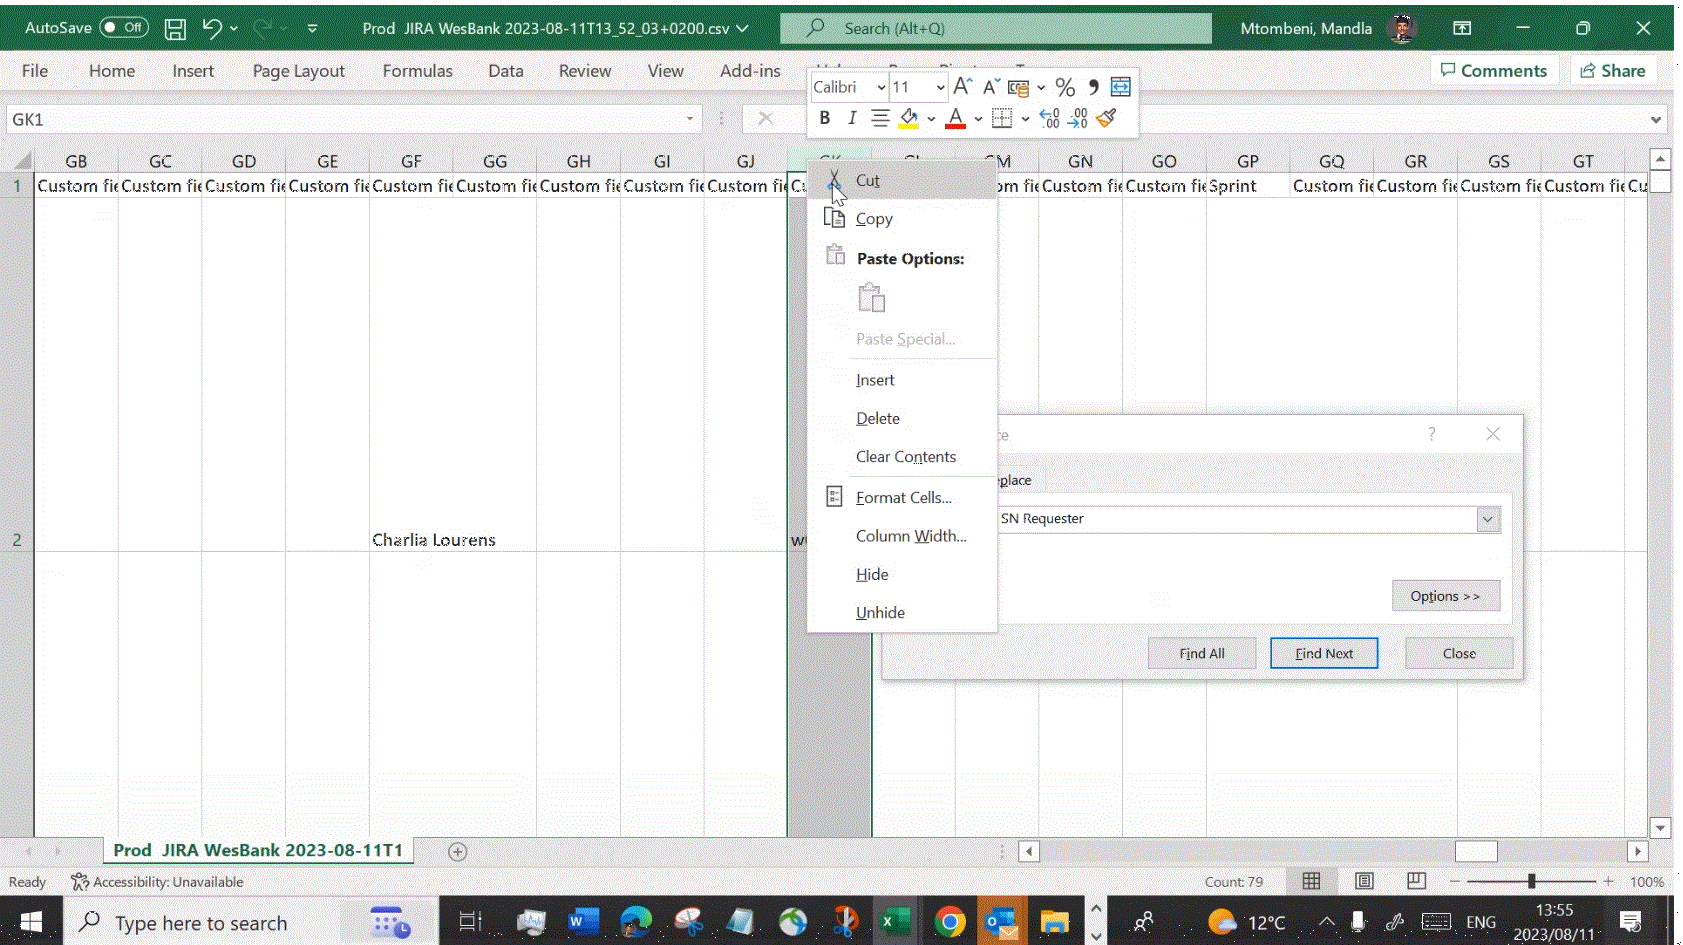 AutoSave Off Prod JIRA WesBank 2023-08-11T13_52_03+0200.csv Search (Alt+Q) Mtombeni, Mandla
File Home Insert Page Layout Formulas Data Review View Add-ins Comments Share
Calibri 11
GK1
GB GC GD GE GF GG GH GI GJ GN GO GP GQ GR GS GT
1 Custom fie Custom fie Custom fie Custom fie Custom fie Custom fie Custom fie Custom fie Custom fie Custom fie Custom fie Sprint Custom fie Custom fie Custom fie Custom fie Cu
Cut
Copy
Paste Options:
Paste Special...
Insert
Delete
Clear Contents
Format Cells...
Column Width...
Hide
Unhide
SN Requester
2 Charlia Lourens
Options >>
Find All Find Next Close
Prod JIRA WesBank 2023-08-11T1
Ready Accessibility: Unavailable Count: 79 100%
Type here to search 12°C ENG 13:55
2023/08/11